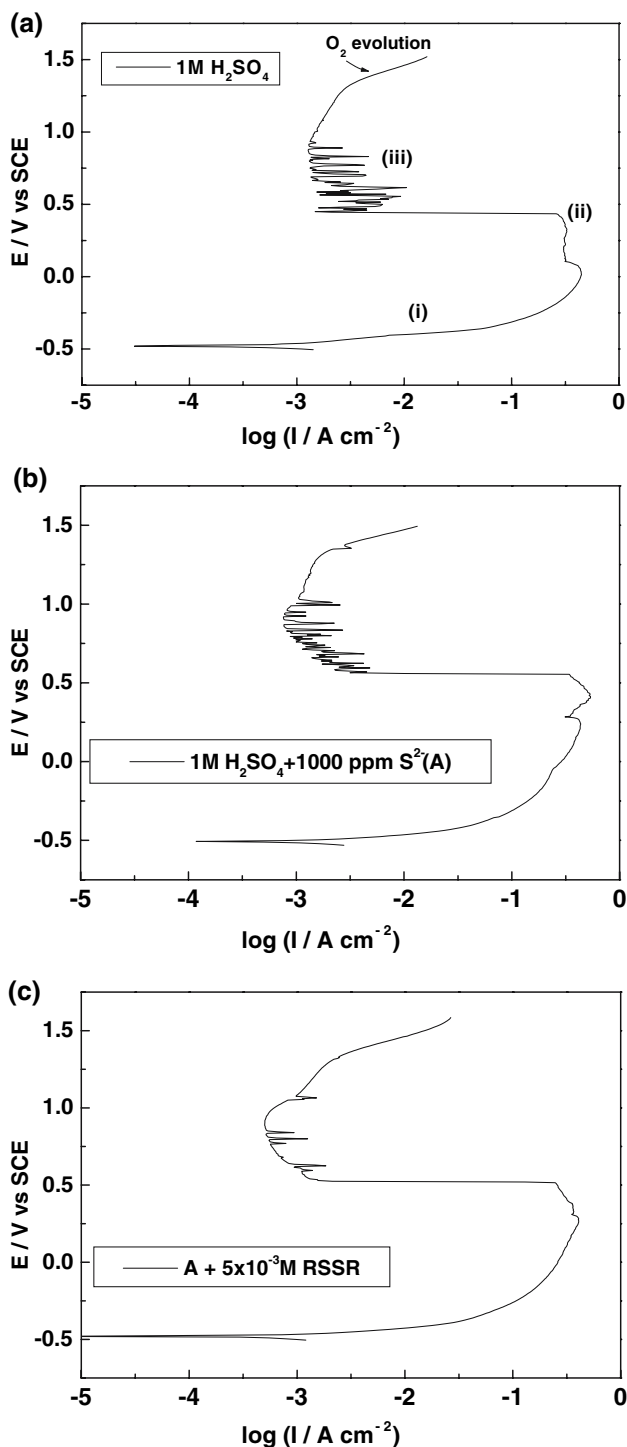 (a)
O₂ evolution
1M H₂SO₄
(iii)
(ii)
(i)
1.5
1.0
0.5
0.0
-0.5
E / V vs SCE
-5 -4 -3 -2 -1 0
log (I / A cm⁻²)
(b)
1M H₂SO₄+1000 ppm S²⁻(A)
1.5
1.0
0.5
0.0
-0.5
E / V vs SCE
-5 -4 -3 -2 -1 0
log (I / A cm⁻²)
(c)
A + 5x10⁻³M RSSR
1.5
1.0
0.5
0.0
-0.5
E / V vs SCE
-5 -4 -3 -2 -1 0
log (I / A cm⁻²)